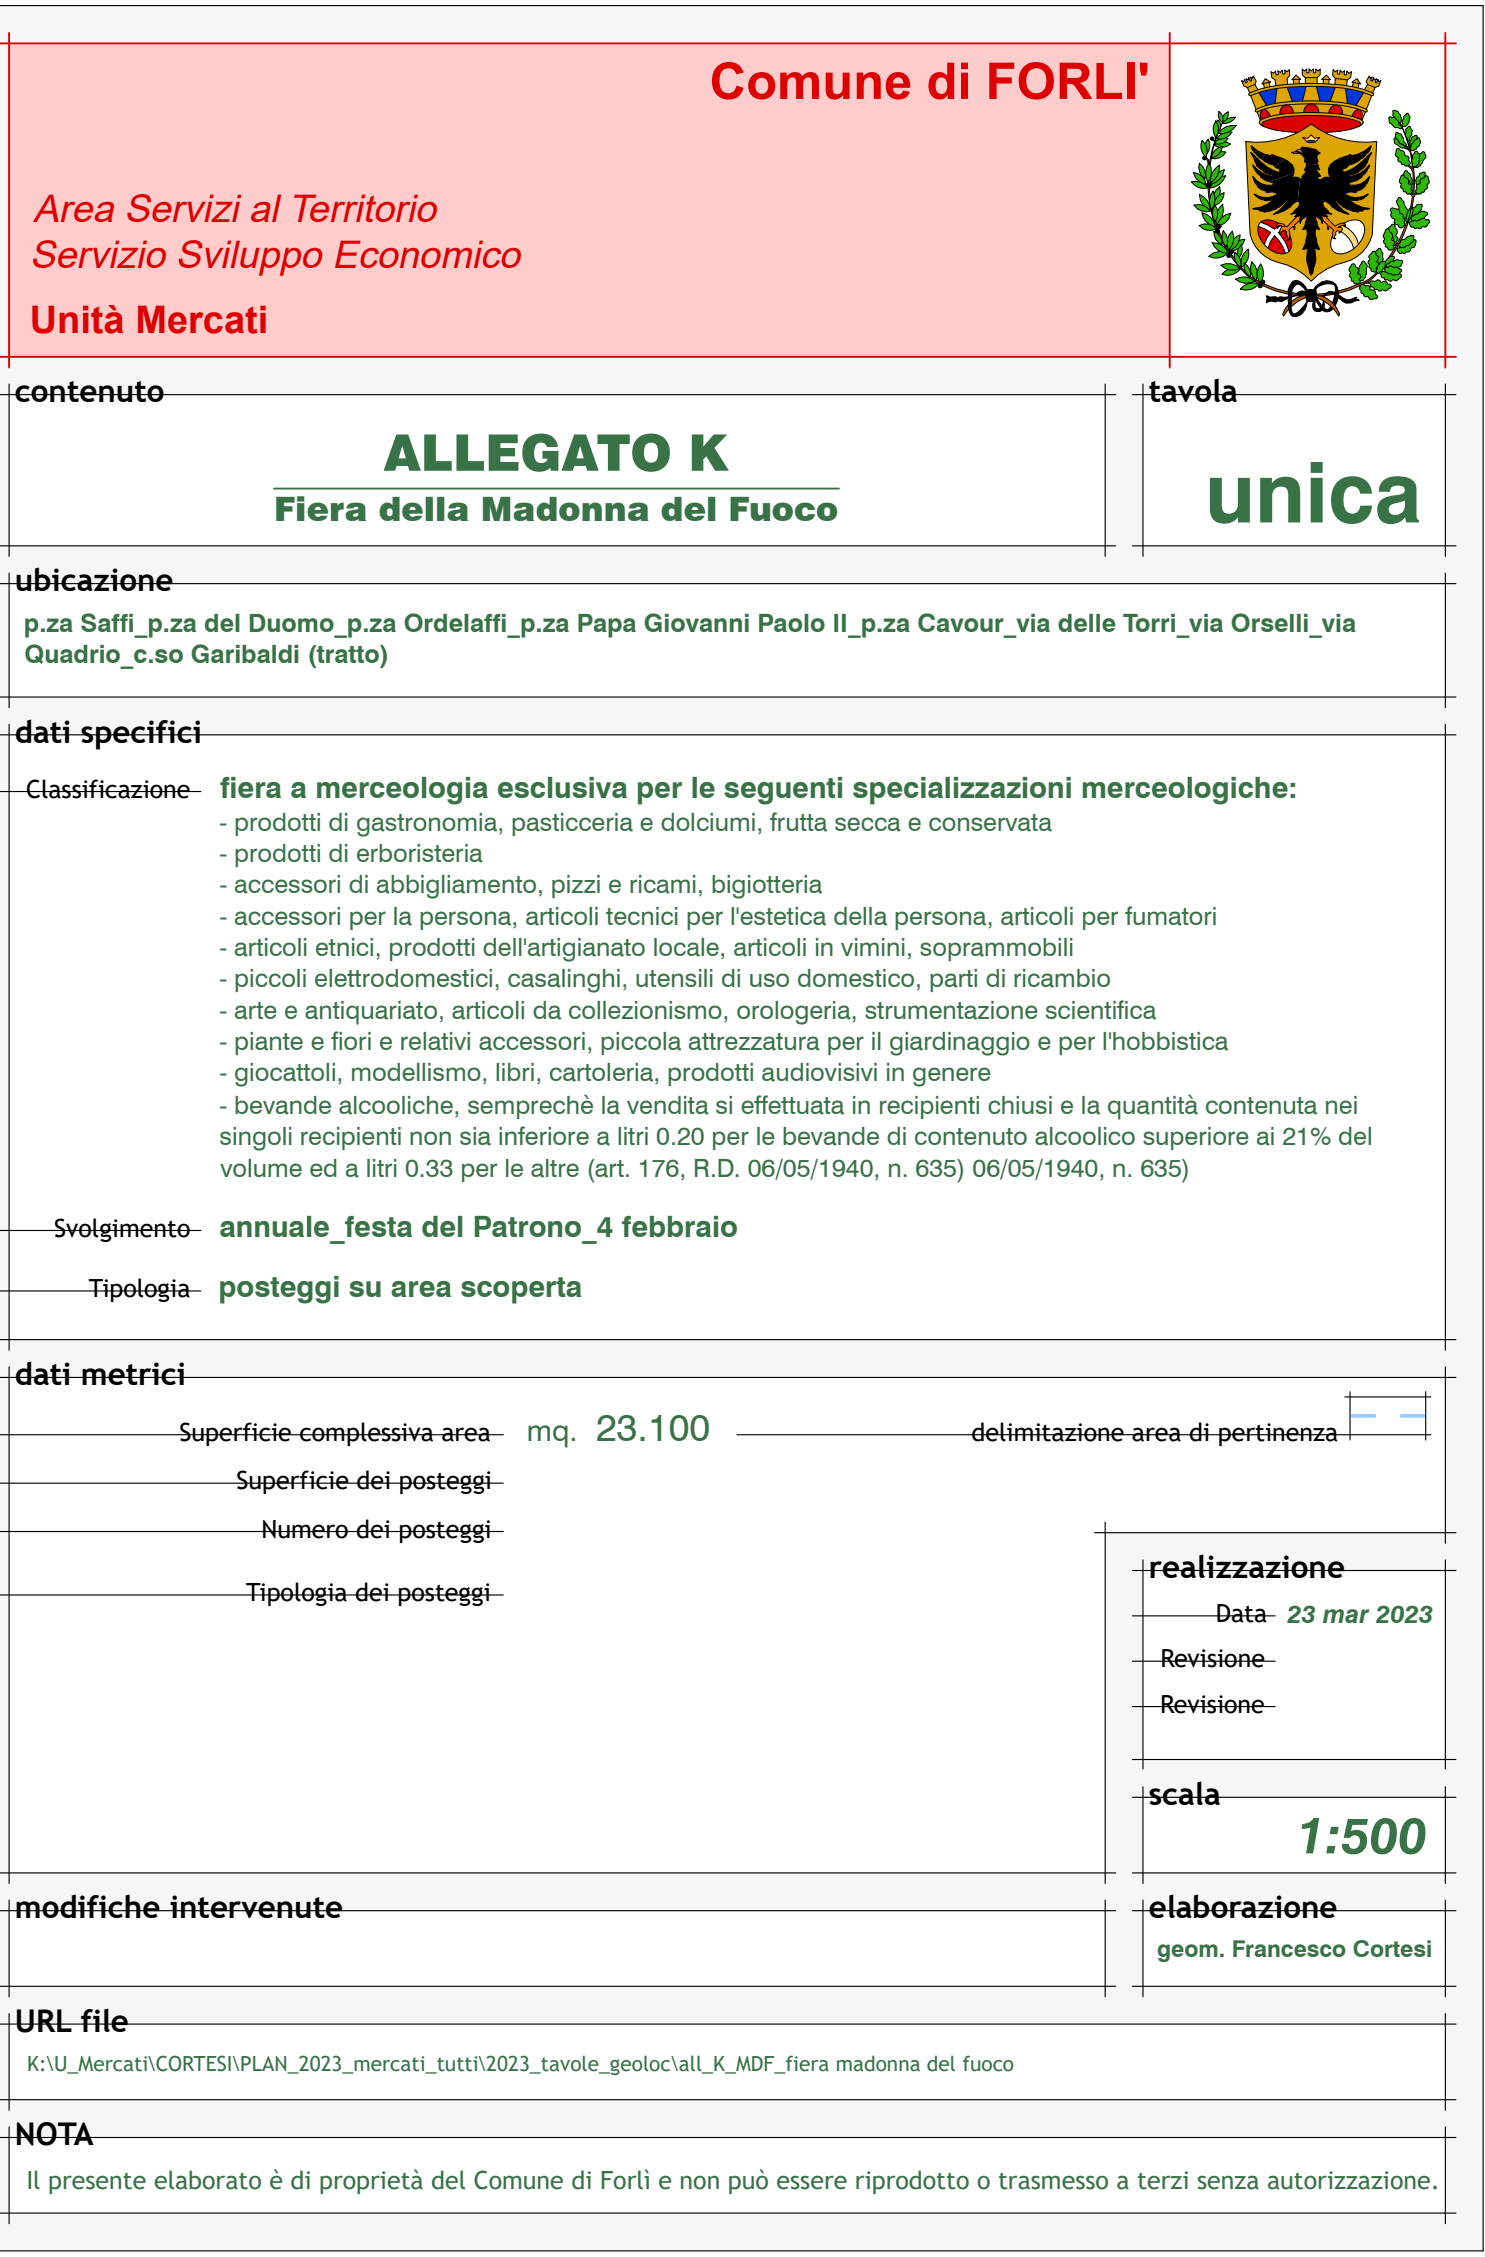 Comune di FORLI'
Area Servizi al Territorio
Servizio Sviluppo Economico
Unità Mercati
contenuto
ALLEGATO K
Fiera della Madonna del Fuoco
tavola
unica
ubicazione
p.za Saffi_p.za del Duomo_p.za Ordelaffi_p.za Papa Giovanni Paolo II_p.za Cavour_via delle Torri_via Orselli_via
Quadrio_c.so Garibaldi (tratto)
dati specifici
Classificazione fiera a merceologia esclusiva per le seguenti specializzazioni merceologiche:
- prodotti di gastronomia, pasticceria e dolciumi, frutta secca e conservata
- prodotti di erboristeria
- accessori di abbigliamento, pizzi e ricami, bigiotteria
- accessori per la persona, articoli tecnici per l'estetica della persona, articoli per fumatori
- articoli etnici, prodotti dell'artigianato locale, articoli in vimini, soprammobili
- piccoli elettrodomestici, casalinghi, utensili di uso domestico, parti di ricambio
- arte e antiquariato, articoli da collezionismo, orologeria, strumentazione scientifica
- piante e fiori e relativi accessori, piccola attrezzatura per il giardinaggio e per l'hobbistica
- giocattoli, modellismo, libri, cartoleria, prodotti audiovisivi in genere
- bevande alcooliche, semprechè la vendita si effettuata in recipienti chiusi e la quantità contenuta nei
singoli recipienti non sia inferiore a litri 0.20 per le bevande di contenuto alcoolico superiore ai 21% del
volume ed a litri 0.33 per le altre (art. 176, R.D. 06/05/1940, n. 635) 06/05/1940, n. 635)
Svolgimento annuale_festa del Patrono_4 febbraio
Tipologia posteggi su area scoperta
dati metrici
Superficie complessiva area mq. 23.100 delimitazione area di pertinenza
Superficie dei posteggi
Numero dei posteggi
Tipologia dei posteggi
realizzazione
Data 23 mar 2023
Revisione
Revisione
scala
1:500
modifiche intervenute
elaborazione
geom. Francesco Cortesi
URL file
K:\U_Mercati\CORTESI\PLAN_2023_mercati_tutti\2023_tavole_geoloc\all_K_MDF_fiera madonna del fuoco
NOTA
Il presente elaborato è di proprietà del Comune di Forlì e non può essere riprodotto o trasmesso a terzi senza autorizzazione.